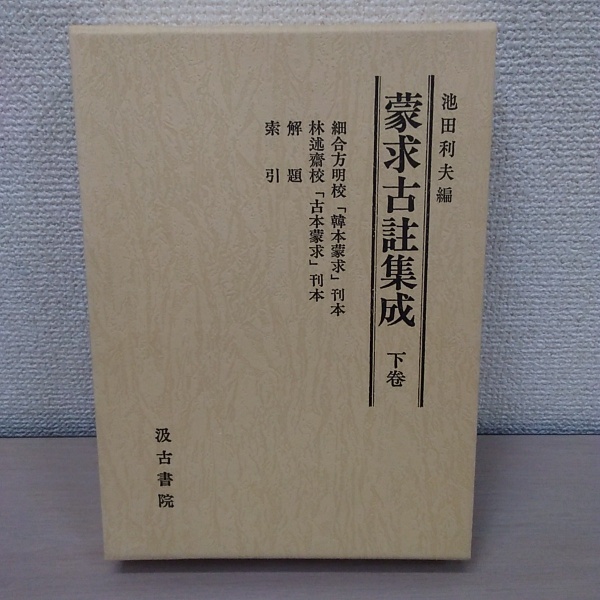 池田利夫編
蒙求古註集成 下卷
細合方明校「韓本蒙求」刊本
林述齋校「古本蒙求」刊本
解題
索引
汲古書院